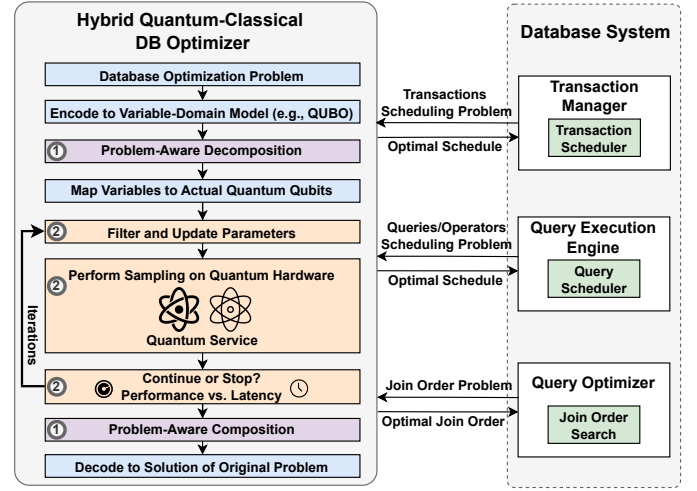 Hybrid Quantum-Classical
DB Optimizer
Database Optimization Problem
Encode to Variable-Domain Model (e.g., QUBO)
1
Problem-Aware Decomposition
Map Variables to Actual Quantum Qubits
2
Filter and Update Parameters
2
Perform Sampling on Quantum Hardware
Quantum Service
Iterations
2
Continue or Stop?
Performance vs. Latency
1
Problem-Aware Composition
Decode to Solution of Original Problem
Transactions
Scheduling Problem
Optimal Schedule
Queries/Operators
Scheduling Problem
Optimal Schedule
Join Order Problem
Optimal Join Order
Database System
Transaction
Manager
Transaction
Scheduler
Query Execution
Engine
Query
Scheduler
Query Optimizer
Join Order
Search